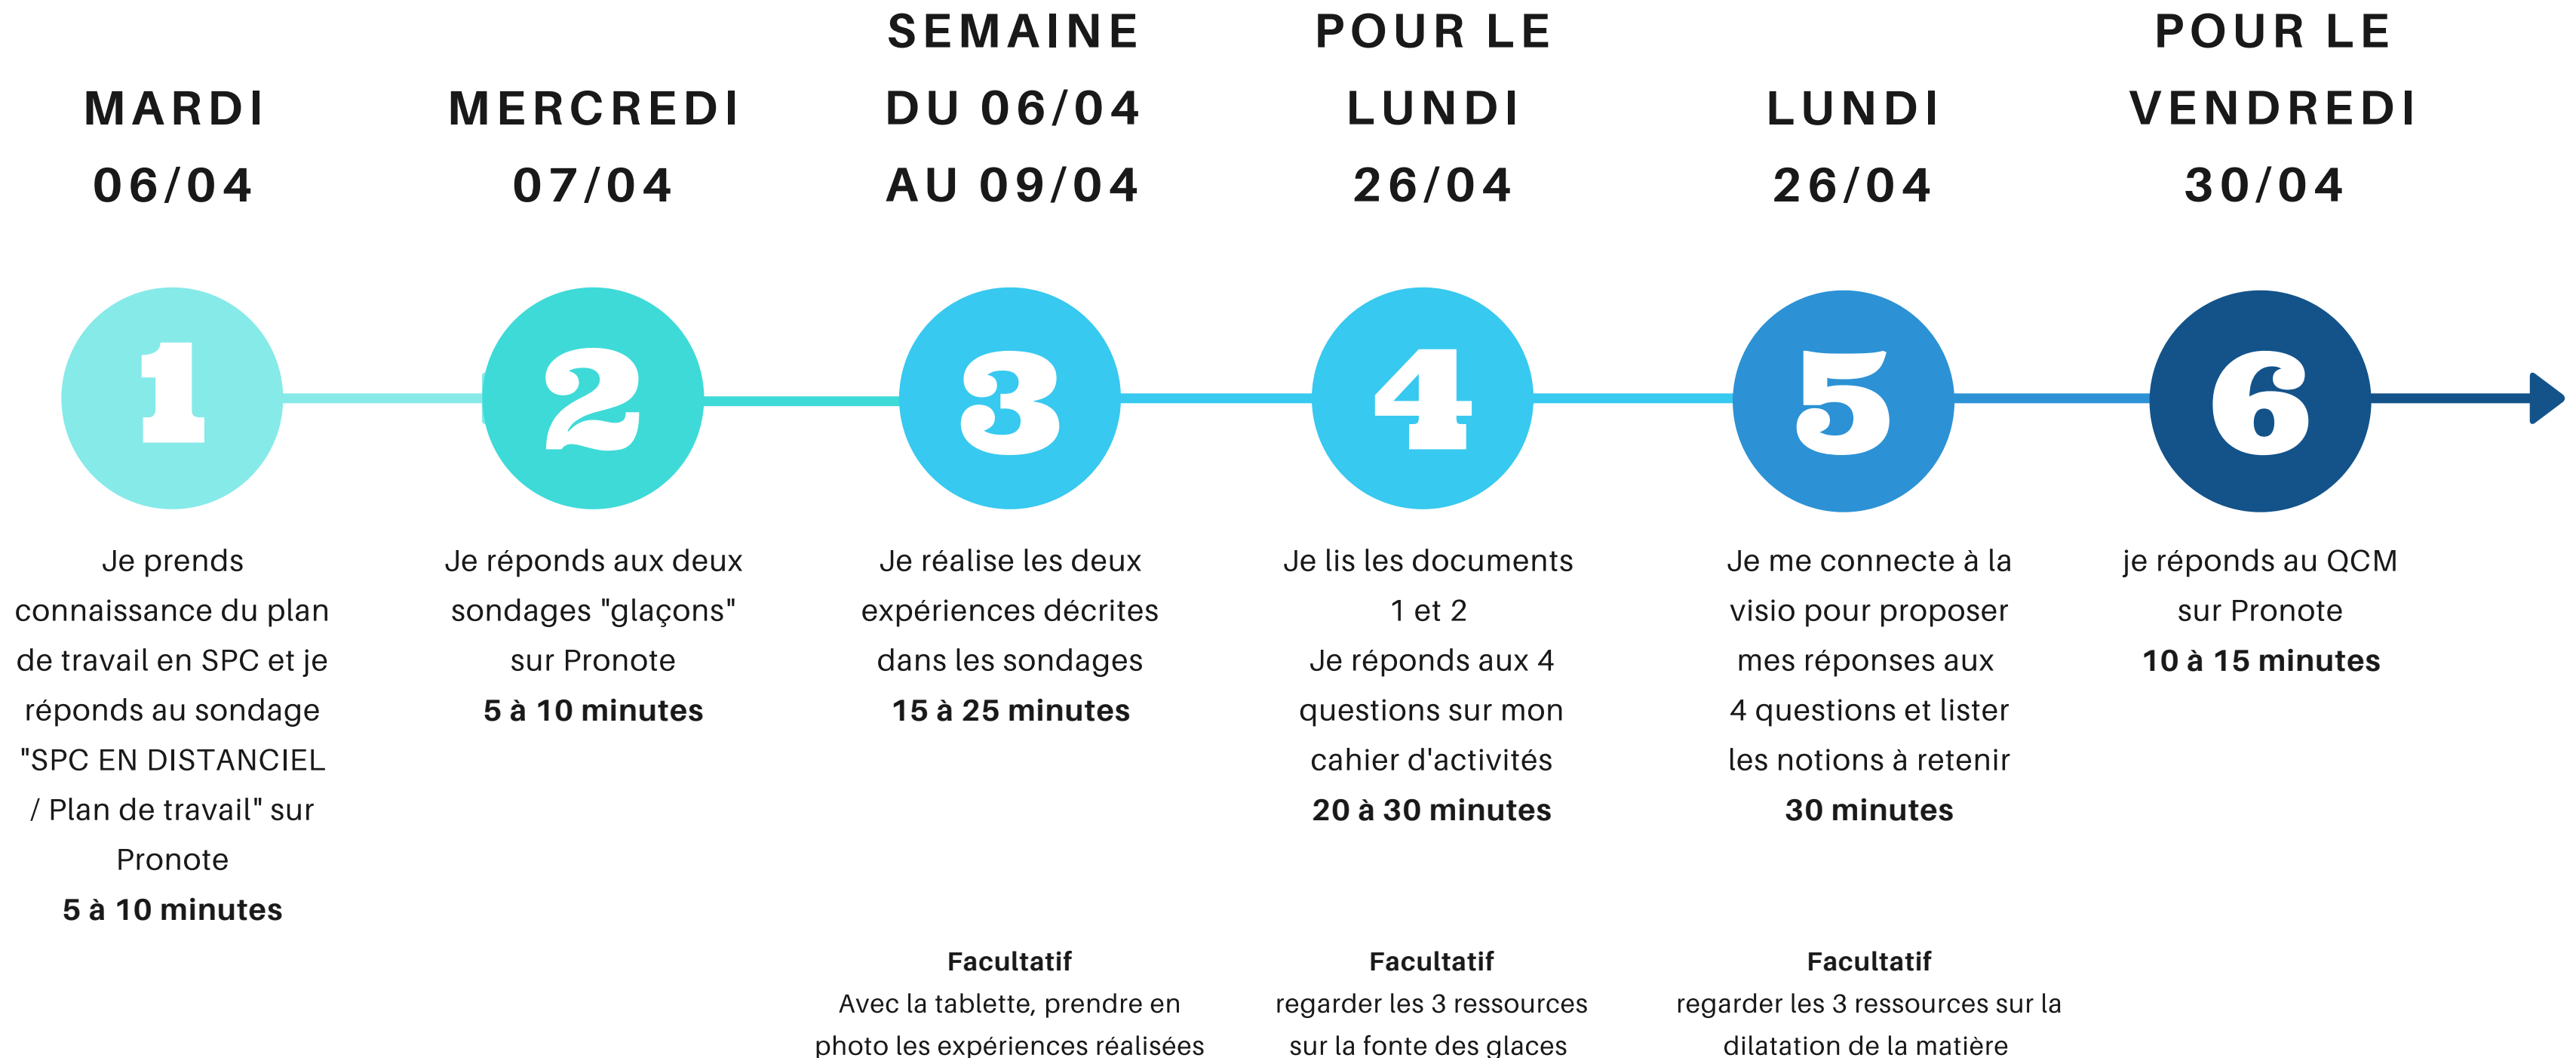 MARDI
06/04
1
Je prends
connaissance du plan
de travail en SPC et je
réponds au sondage
"SPC EN DISTANCIEL
/ Plan de travail" sur
Pronote
5 à 10 minutes
MERCREDI
07/04
2
Je réponds aux deux
sondages "glaçons"
sur Pronote
5 à 10 minutes
SEMAINE
DU 06/04
AU 09/04
3
Je réalise les deux
expériences décrites
dans les sondages
15 à 25 minutes
Facultatif
Avec la tablette, prendre en
photo les expériences réalisées
POUR LE
LUNDI
26/04
4
Je lis les documents
1 et 2
Je réponds aux 4
questions sur mon
cahier d'activités
20 à 30 minutes
Facultatif
regarder les 3 ressources
sur la fonte des glaces
LUNDI
26/04
5
Je me connecte à la
visio pour proposer
mes réponses aux
4 questions et lister
les notions à retenir
30 minutes
Facultatif
regarder les 3 ressources sur la
dilatation de la matière
POUR LE
VENDREDI
30/04
6
je réponds au QCM
sur Pronote
10 à 15 minutes